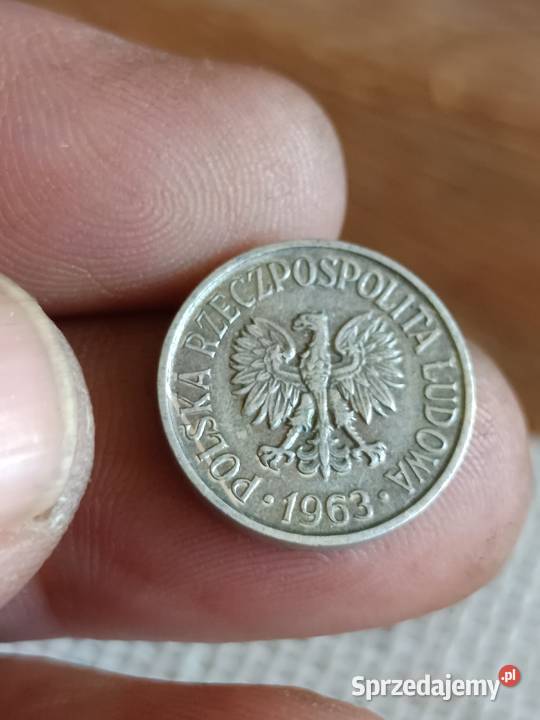 POLSKA RZECZPOSPOLITA LUDOWA
· 1963 ·
Sprzedajemy.pl